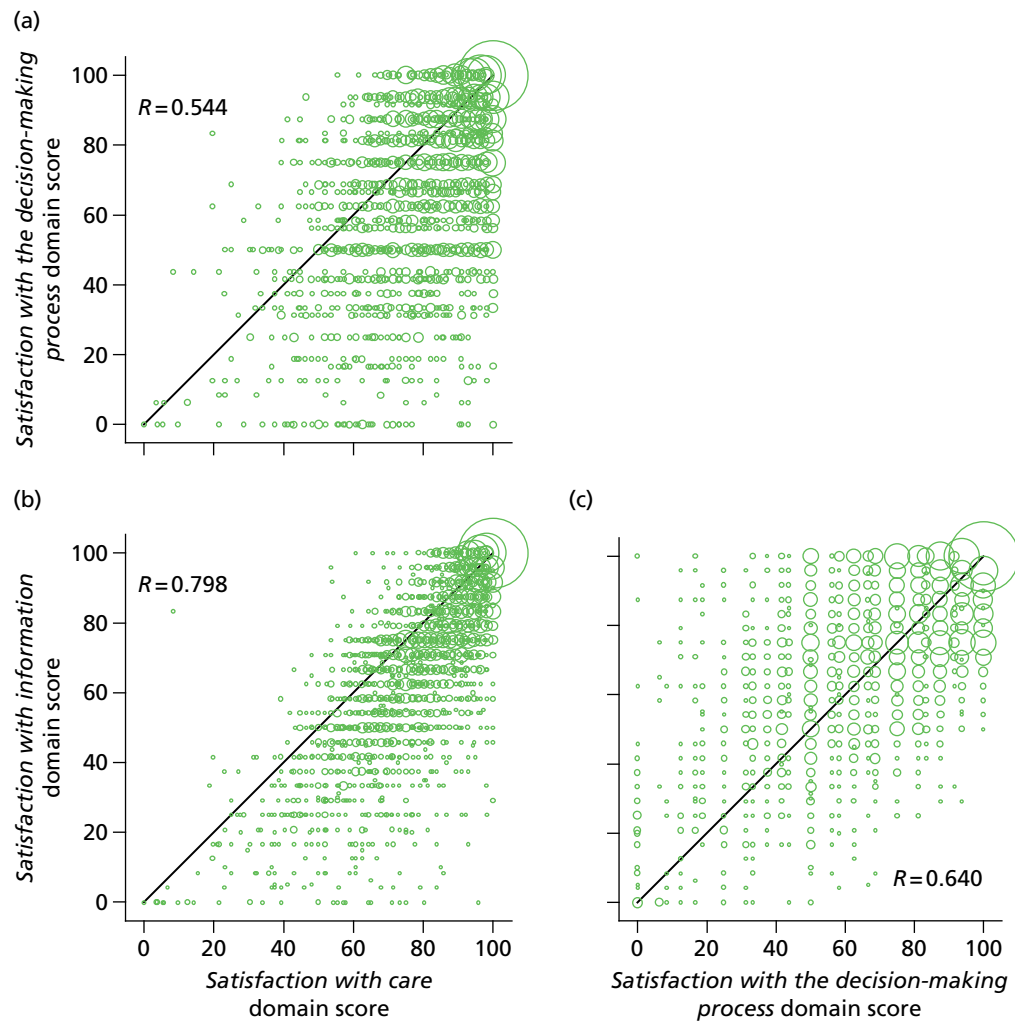 (a)
Satisfaction with the decision-making
process domain score
100
80
60
40
20
0
R = 0.544
(b)
Satisfaction with information
domain score
100
80
60
40
20
0
R = 0.798
0 20 40 60 80 100
Satisfaction with care
domain score
(c)
R = 0.640
0 20 40 60 80 100
Satisfaction with the decision-making
process domain score